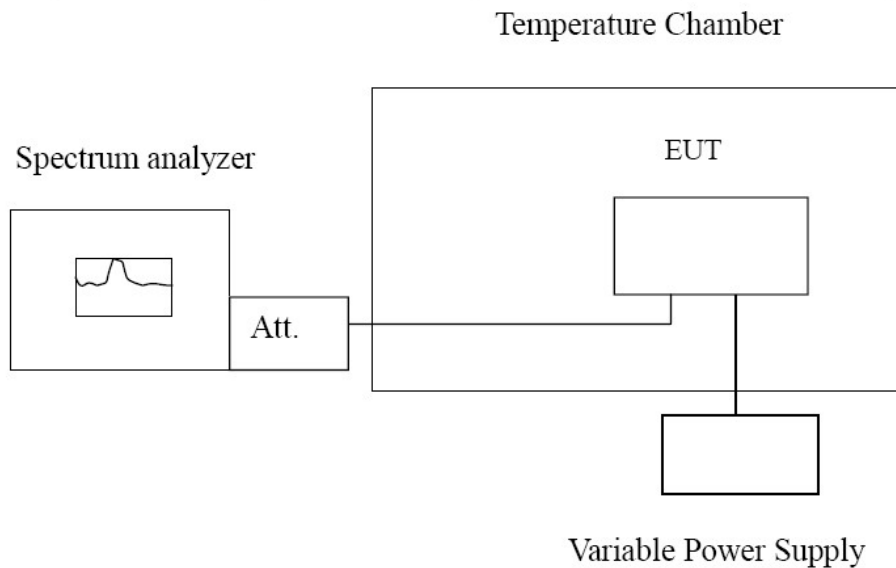 Temperature Chamber
Spectrum analyzer
EUT
Att.
Variable Power Supply